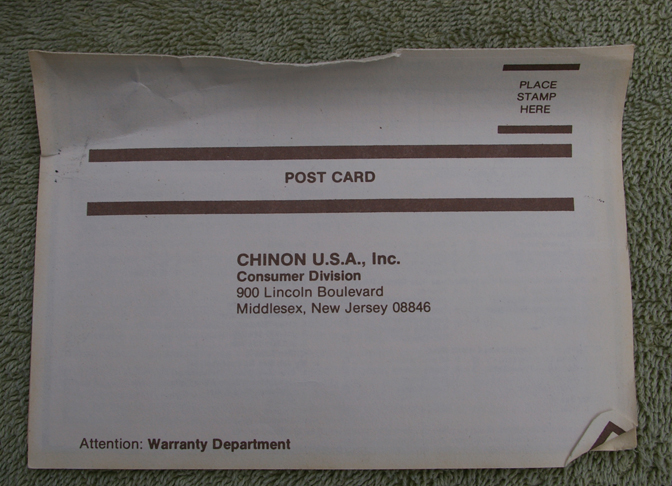 PLACE
STAMP
HERE
POST CARD
CHINON U.S.A., Inc.
Consumer Division
900 Lincoln Boulevard
Middlesex, New Jersey 08846
Attention: Warranty Department